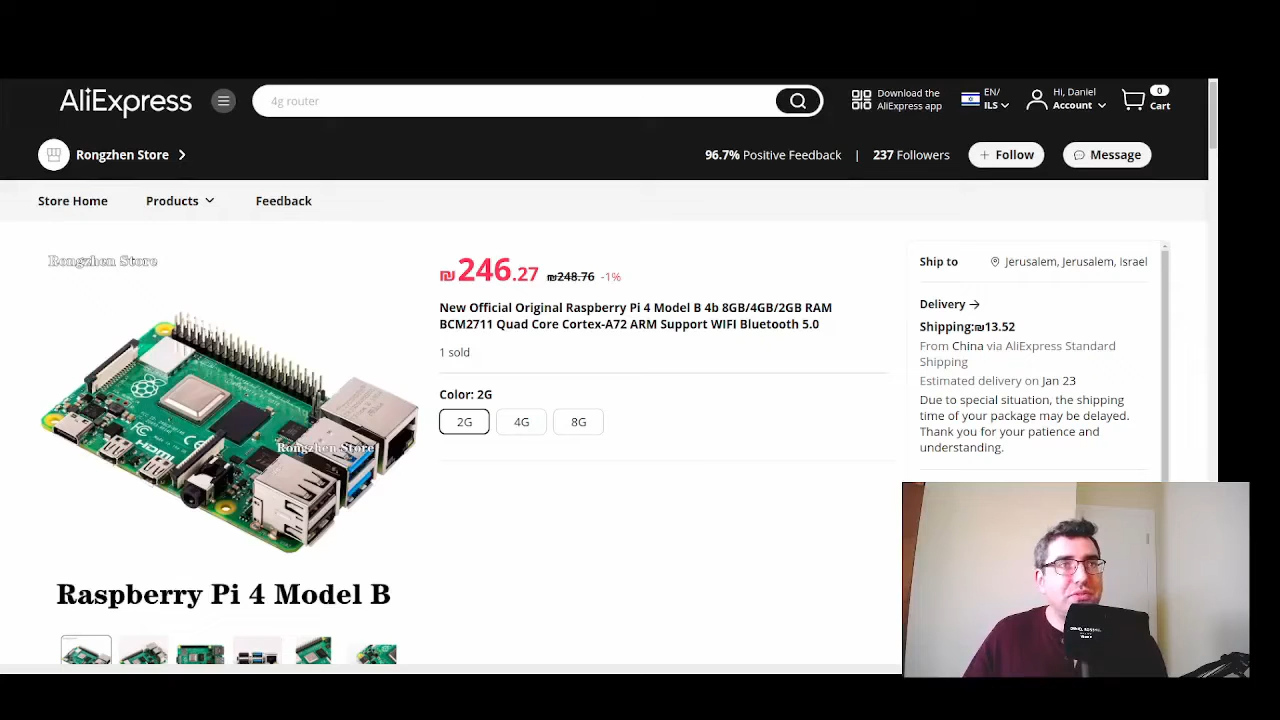 AliExpress
4g router
Download the
AliExpress app
EN/
ILS
Hi, Daniel
Account
0
Cart
Rongzhen Store
96.7% Positive Feedback | 237 Followers
+ Follow
Message
Store Home
Products
Feedback
Rongzhen Store
Rongzhen Store
Raspberry Pi 4 Model B
₪246.27 ₪248.76 -1%
New Official Original Raspberry Pi 4 Model B 4b 8GB/4GB/2GB RAM
BCM2711 Quad Core Cortex-A72 ARM Support WIFI Bluetooth 5.0
1 sold
Color: 2G
2G
4G
8G
Ship to
Jerusalem, Jerusalem, Israel
Delivery
Shipping:₪13.52
From China via AliExpress Standard
Shipping
Estimated delivery on Jan 23
Due to special situation, the shipping
time of your package may be delayed.
Thank you for your patience and
understanding.
HDMI
FC CE